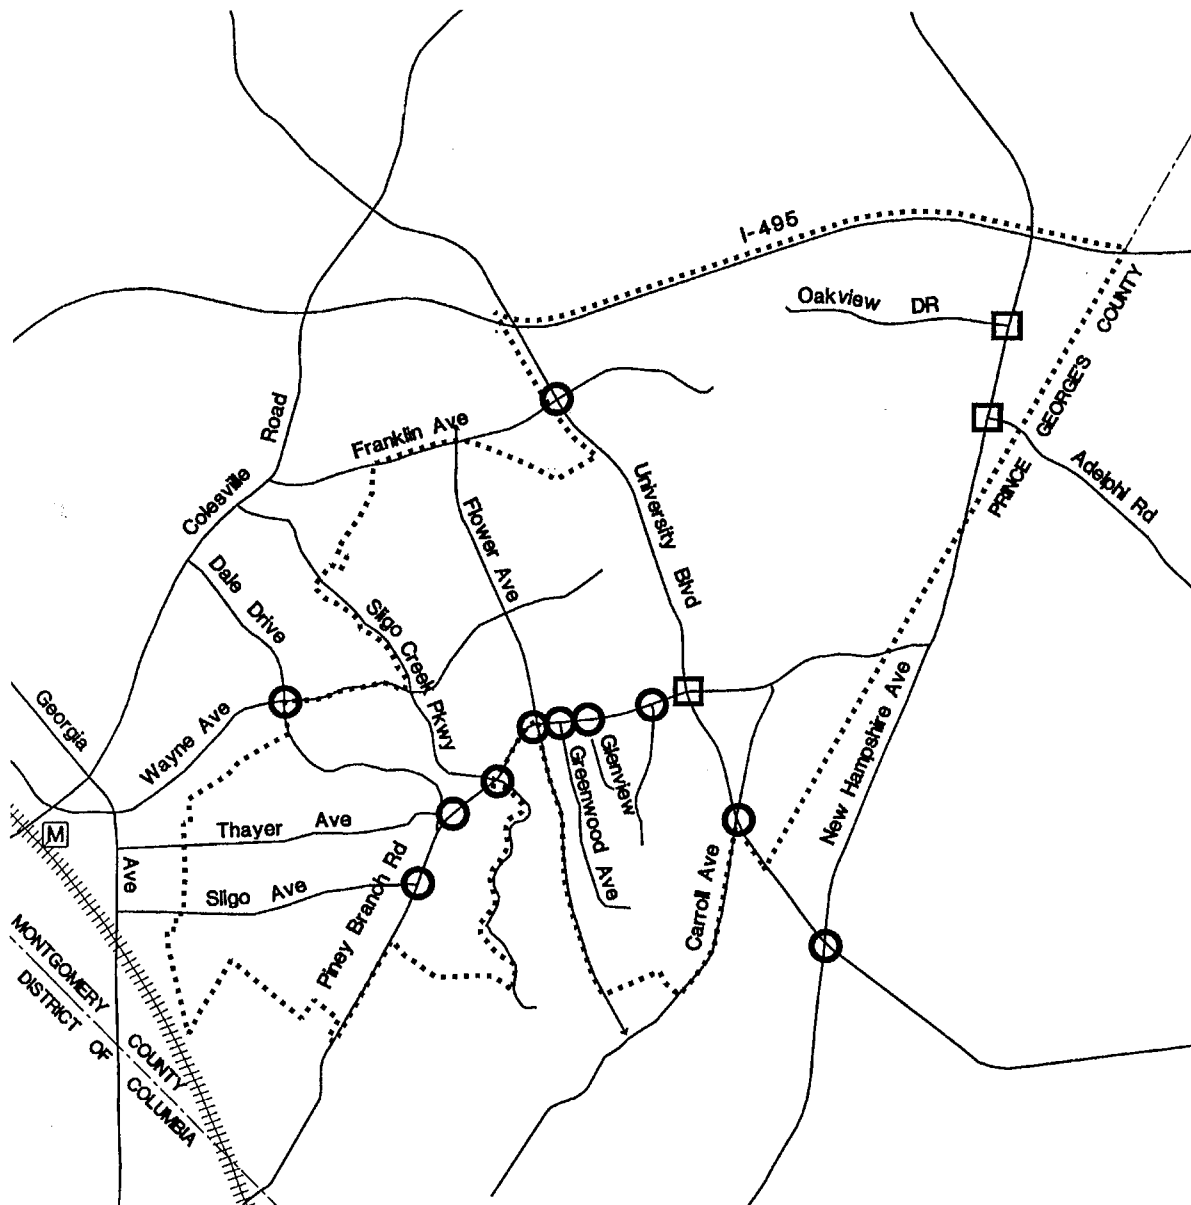 I-495
Oakview DR
COUNTY
GEORGE'S
PRINCE
Road
Franklin Ave
Adelphi Rd
Colesville
University Blvd
Flower Ave
Dale Drive
Sligo Creek Pkwy
Georgia
Wayne Ave
New Hampshire Ave
Glenview
Greenwood Ave
M
Thayer Ave
Ave
Sligo Ave
Piney Branch Rd
Carroll Ave
MONTGOMERY COUNTY
DISTRICT OF COLUMBIA